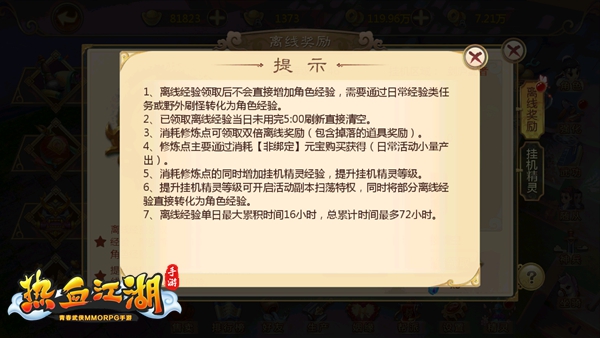 81823
1373
119.96万
7.21万
离线奖励
提 示
1、离线经验领取后不会直接增加角色经验，需要通过日常经验类任
务或野外刷怪转化为角色经验。
2、已领取离线经验当日未用完5:00刷新直接清空。
3、消耗修炼点可领取双倍离线奖励（包含掉落的道具奖励）。
4、修炼点主要通过消耗【非绑定】元宝购买获得（日常活动小量产
出）。
5、消耗修炼点的同时增加挂机精灵经验，提升挂机精灵等级。
6、提升挂机精灵等级可开启活动副本扫荡特权，同时将部分离线经
验直接转化为角色经验。
7、离线经验单日最大累积时间16小时，总累计时间最多72小时。
离线奖励
挂机精灵
?
热血江湖
手游
青春武侠MMORPG手游